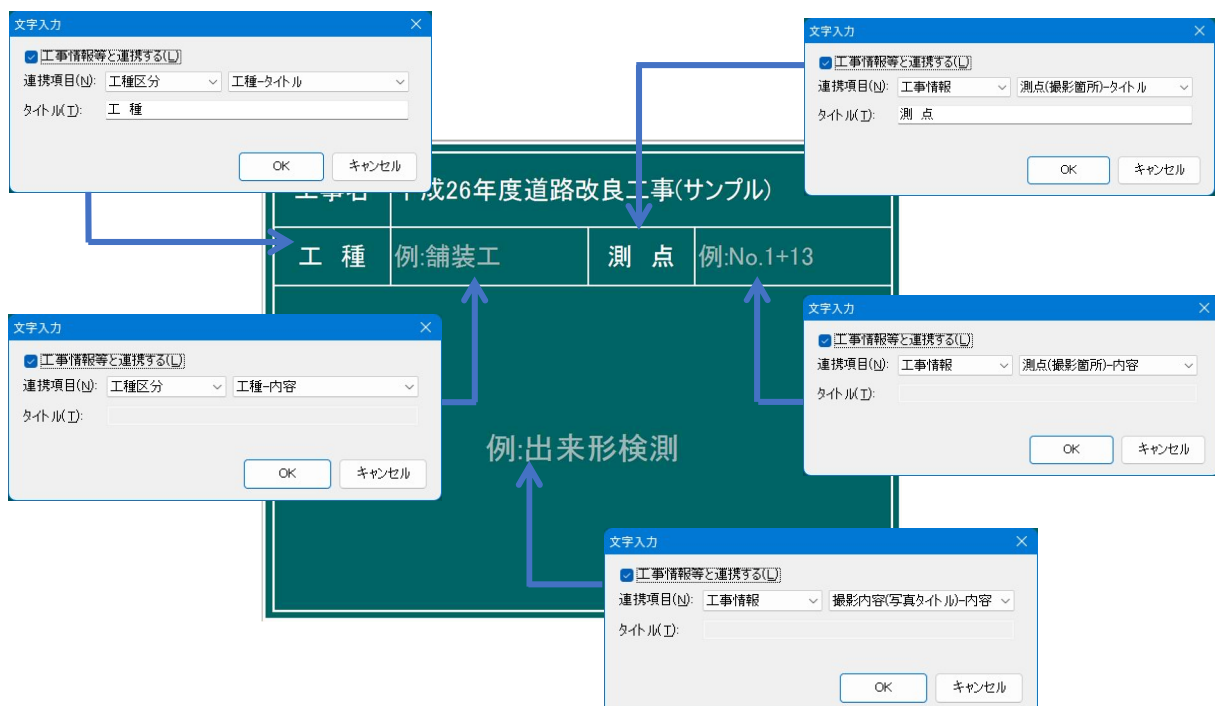 文字入力
工事情報等と連携する(L)
連携項目(N): 工種区分 工種-タイトル
タイトル(T): 工 種
OK キャンセル
文字入力
工事情報等と連携する(L)
連携項目(N): 工事情報 測点(撮影箇所)-タイトル
タイトル(T): 測 点
OK キャンセル
工事名 平成26年度道路改良工事(サンプル)
工 種 例:舗装工 測 点 例:No.1+13
文字入力
工事情報等と連携する(L)
連携項目(N): 工種区分 工種-内容
タイトル(T):
OK キャンセル
文字入力
工事情報等と連携する(L)
連携項目(N): 工事情報 測点(撮影箇所)-内容
タイトル(T):
OK キャンセル
例:出来形検測
文字入力
工事情報等と連携する(L)
連携項目(N): 工事情報 撮影内容(写真タイトル)-内容
タイトル(T):
OK キャンセル